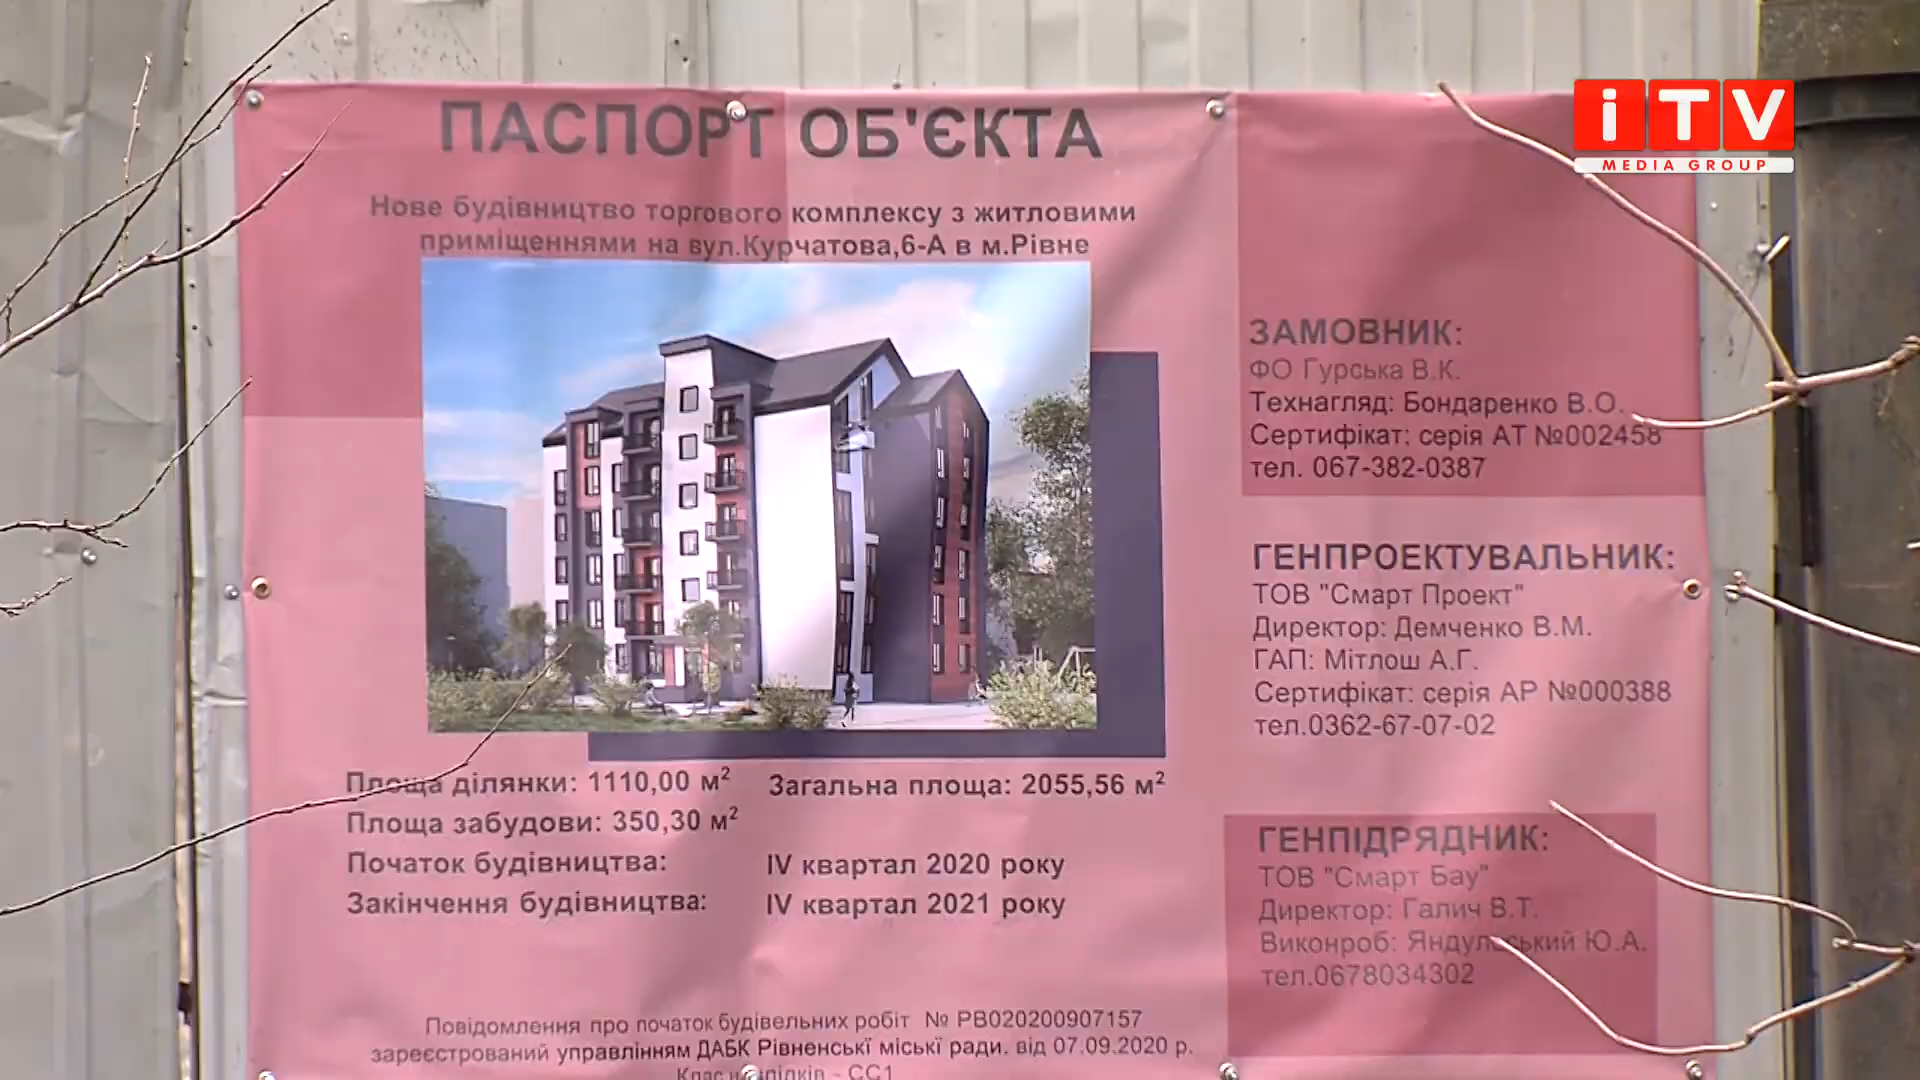 ПАСПОРТ ОБ'ЄКТА
Нове будівництво торгового комплексу з житловими
приміщеннями на вул.Курчатова,6-А в м.Рівне
Площа ділянки: 1110,00 м²
Загальна площа: 2055,56 м²
Площа забудови: 350,30 м²
Початок будівництва: IV квартал 2020 року
Закінчення будівництва: IV квартал 2021 року
Повідомлення про початок будівельних робіт № РВ020200907157
зареєстрований управлінням ДАБК Рівненські міські ради. від 07.09.2020 р.
- СС1
iTV
MEDIA GROUP
ЗАМОВНИК:
ФО Гурська В.К.
Технагляд: Бондаренко В.О.
Сертифікат: серія АТ №002458
тел. 067-382-0387
ГЕНПРОЕКТУВАЛЬНИК:
ТОВ "Смарт Проект"
Директор: Демченко В.М.
ГАП: Мітлош А.Г.
Сертифікат: серія АР №000388
тел.0362-67-07-02
ГЕНПІДРЯДНИК:
ТОВ "Смарт Бау"
Директор: Галич В.Т.
Виконроб: Ю.А.
тел.0678034302